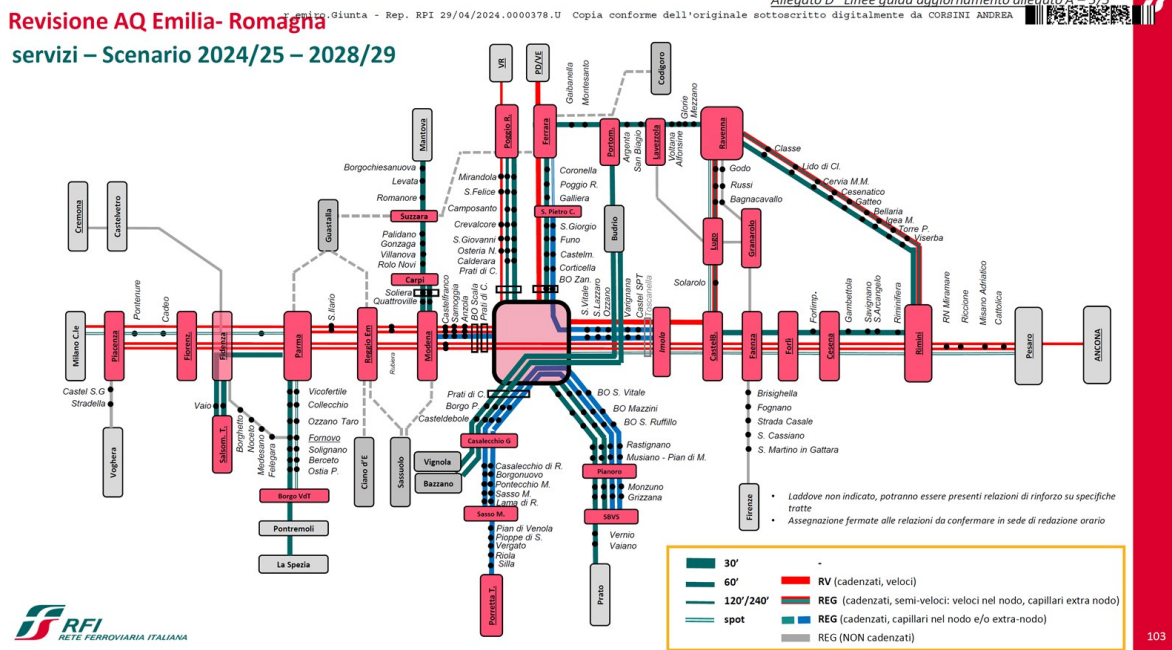 Allegato D - Linee guida aggiornamento allegato A – 5/5
r_emiro.Giunta - Rep. RPI 29/04/2024.0000378.U Copia conforme dell'originale sottoscritto digitalmente da CORSINI ANDREA
Revisione AQ Emilia- Romagna
servizi – Scenario 2024/25 – 2028/29
VR
PD/VE
Codigoro
Gaibanella
Montesanto
Glorie
Mezzano
Mantova
Poggio R.
Ferrara
Portom.
Argenta
San Biagio
Lavezzola
Voltana
Alfonsine
Ravenna
Classe
Lido di Cl.
Cervia M.M.
Cesenatico
Gatteo
Bellaria
Igea M.
Torre P.
Viserba
Borgochiesanuova
Levata
Romanore
Suzzara
Palidano
Gonzaga
Villanova
Rolo Novi
Carpi
Soliera
Quattroville
Mirandola
S.Felice
Camposanto
Crevalcore
S.Giovanni
Osteria N.
Calderara
Prati di C.
Coronella
Poggio R.
Galliera
S. Pietro C.
S.Giorgio
Funo
Castelm.
Corticella
BO Zan.
Budrio
Godo
Russi
Bagnacavallo
Lugo
Granarolo
Solarolo
Cremona
Castelvetro
Guastalla
Pontenure
Cadeo
S.Ilario
Rubiera
Castelfranco
Samoggia
Anzola
BO Scala
Prati di C.
S.Vitale
S.Lazzaro
Ozzano
Varignana
Castel SPT
Toscanella
Forlimp.
Gambettola
Savignano
S.Arcangelo
Riminifiera
RN Miramare
Riccione
Misano Adriatico
Cattolica
Milano C.le
Piacenza
Fiorenz.
Fidenza
Parma
Reggio Em
Modena
Imola
Castelb.
Faenza
Forlì
Cesena
Rimini
Pesaro
ANCONA
Castel S.G
Stradella
Voghera
Vaio
Salsom. T.
Borghetto
Noceto
Medesano
Felegara
Vicofertile
Collecchio
Ozzano Taro
Fornovo
Solignano
Berceto
Ostia P.
Borgo VdT
Pontremoli
La Spezia
Ciano d'E
Sassuolo
Prati di C.
Borgo P.
Casteldebole
Casalecchio G
Vignola
Bazzano
Casalecchio di R.
Borgonuovo
Pontecchio M.
Sasso M.
Lama di R.
Sasso M.
Pian di Venola
Pioppe di S.
Vergato
Riola
Silla
Porretta T.
BO S. Vitale
BO Mazzini
BO S. Ruffillo
Rastignano
Musiano - Pian di M.
Pianoro
Monzuno
Grizzana
SBVS
Vernio
Vaiano
Prato
Brisighella
Fognano
Strada Casale
S. Cassiano
S. Martino in Gattara
Firenze
• Laddove non indicato, potranno essere presenti relazioni di rinforzo su specifiche
tratte
• Assegnazione fermate alle relazioni da confermare in sede di redazione orario
30' -
60' RV (cadenzati, veloci)
120'/240' REG (cadenzati, semi-veloci: veloci nel nodo, capillari extra nodo)
spot REG (cadenzati, capillari nel nodo e/o extra-nodo)
REG (NON cadenzati)
RFI
RETE FERROVIARIA ITALIANA
103